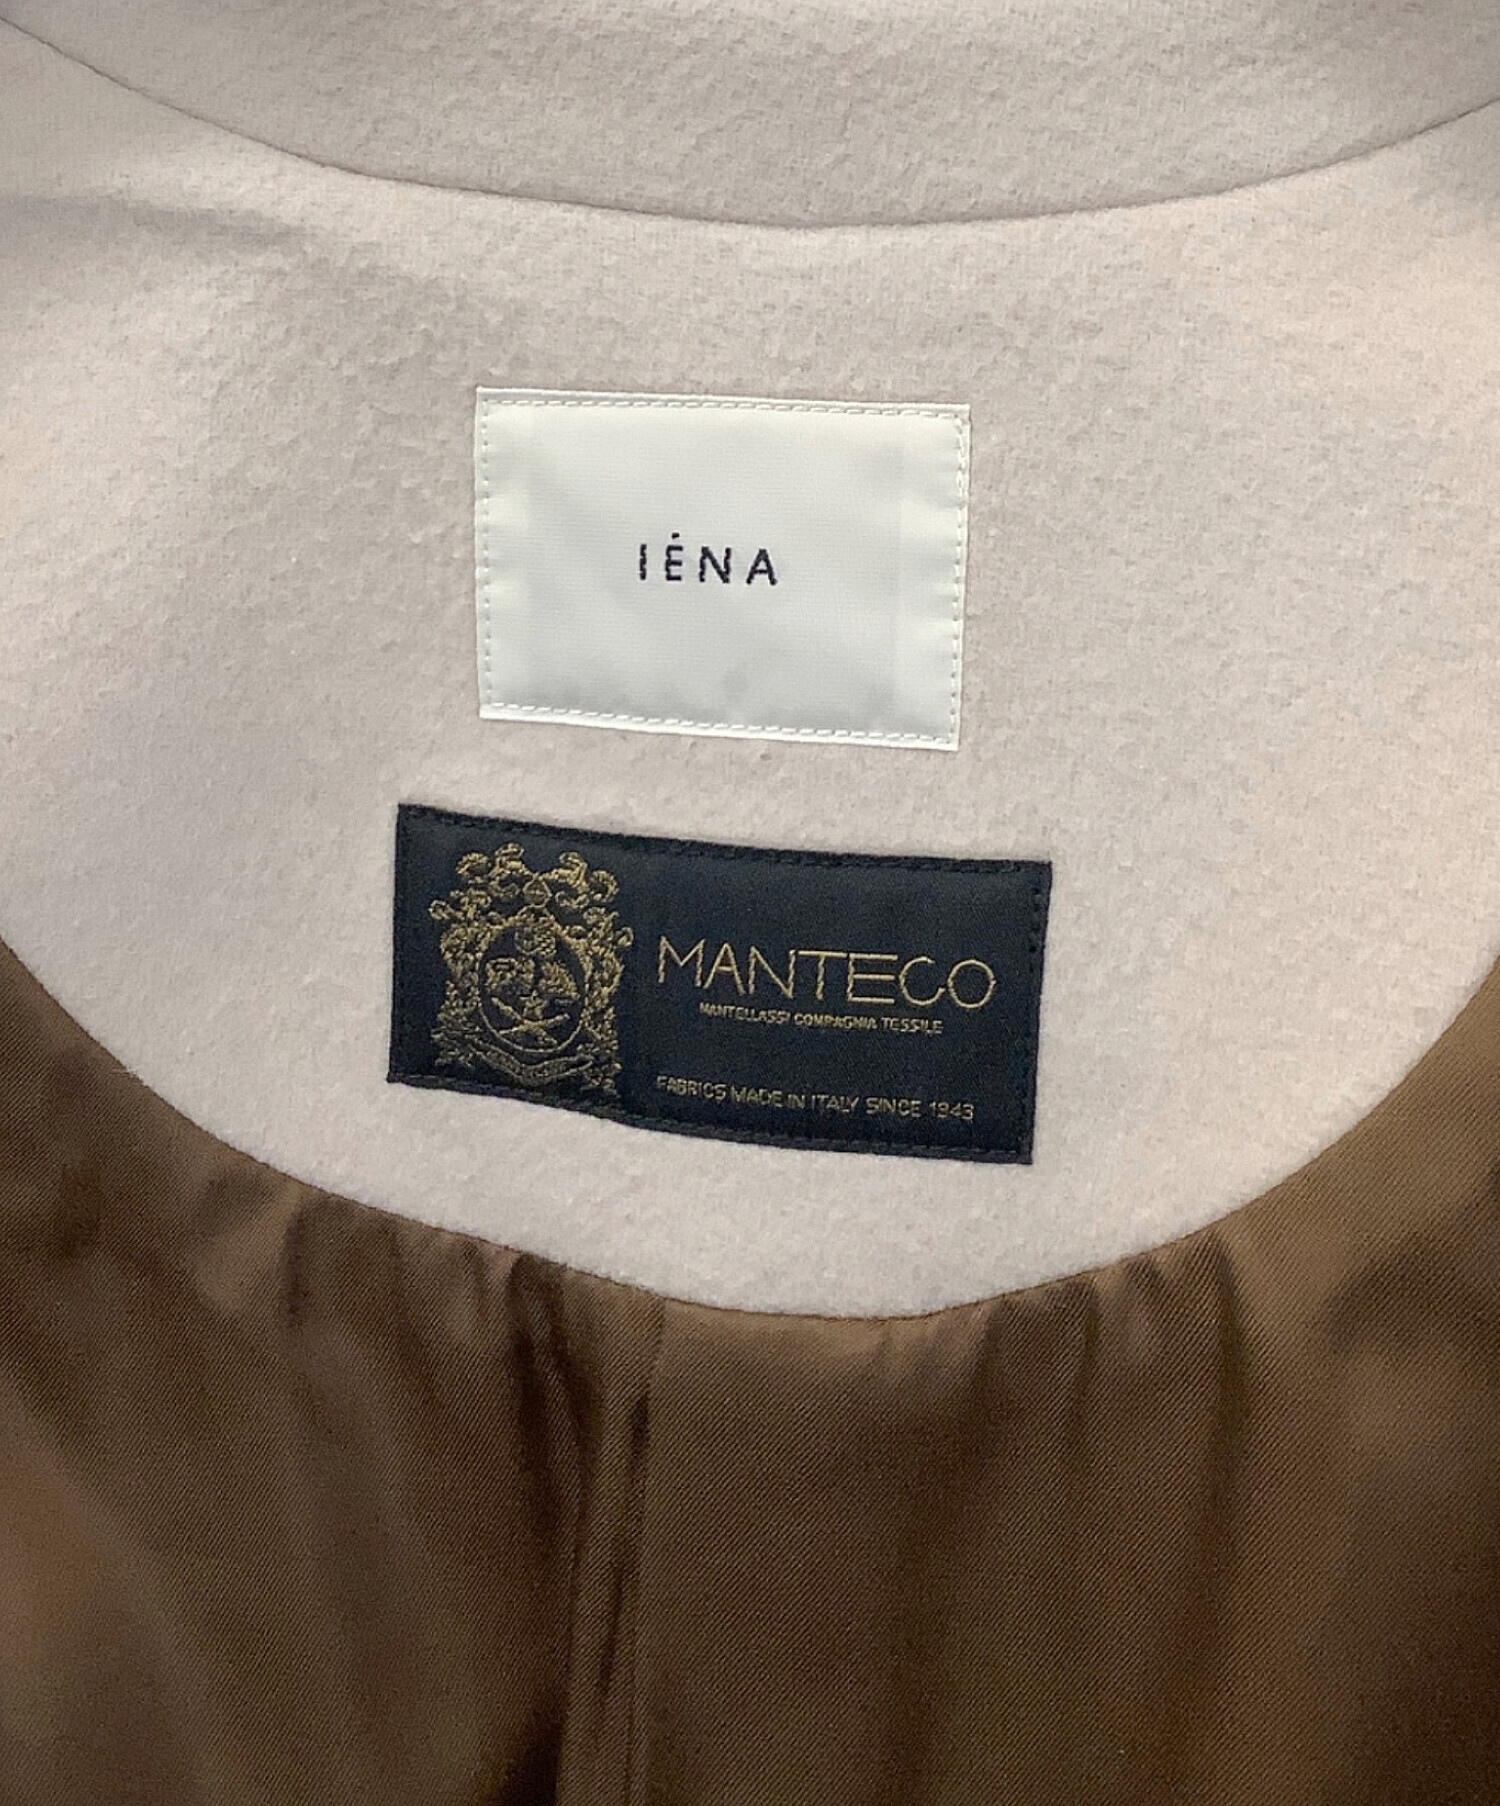 IÉNA
MANTECO
MANTELLASSI COMPAGNIA TESSILE
FABRICS MADE IN ITALY SINCE 1943